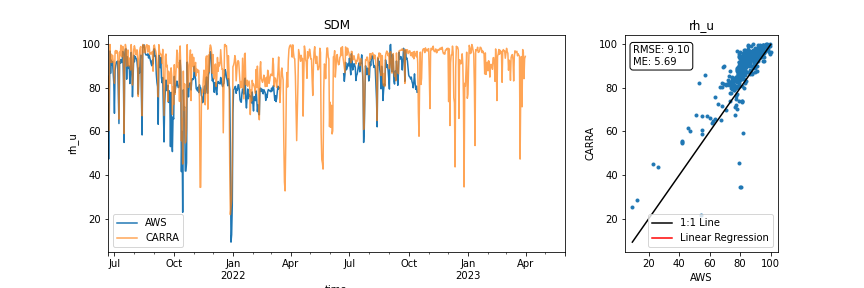 SDM
rh_u
100
80
60
40
20
rh_u
AWS
CARRA
Jul
Oct
Jan
2022
Apr
Jul
Oct
Jan
2023
Apr
RMSE: 9.10
ME: 5.69
100
80
60
40
20
CARRA
1:1 Line
Linear Regression
20
40
60
80
100
AWS